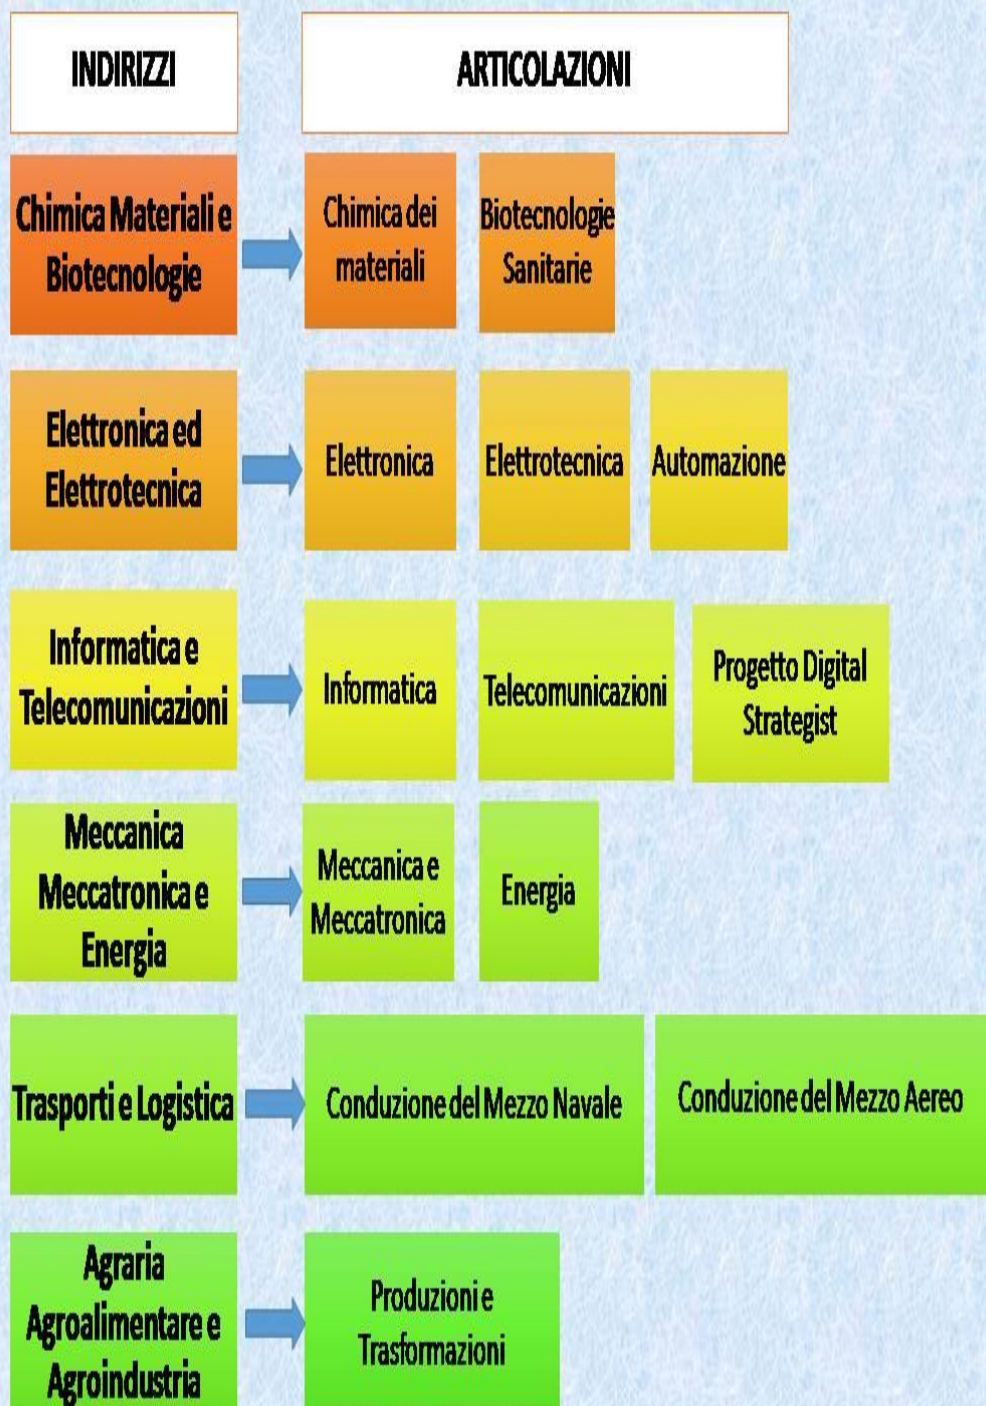 INDIRIZZI
ARTICOLAZIONI
Chimica Materiali e
Biotecnologie
Chimica dei
materiali
Biotecnologie
Sanitarie
Elettronica ed
Elettrotecnica
Elettronica
Elettrotecnica
Automazione
Informatica e
Telecomunicazioni
Informatica
Telecomunicazioni
Progetto Digital
Strategist
Meccanica
Meccatronica e
Energia
Meccanica e
Meccatronica
Energia
Trasporti e Logistica
Conduzione del Mezzo Navale
Conduzione del Mezzo Aereo
Agraria
Agroalimentare e
Agroindustria
Produzioni e
Trasformazioni